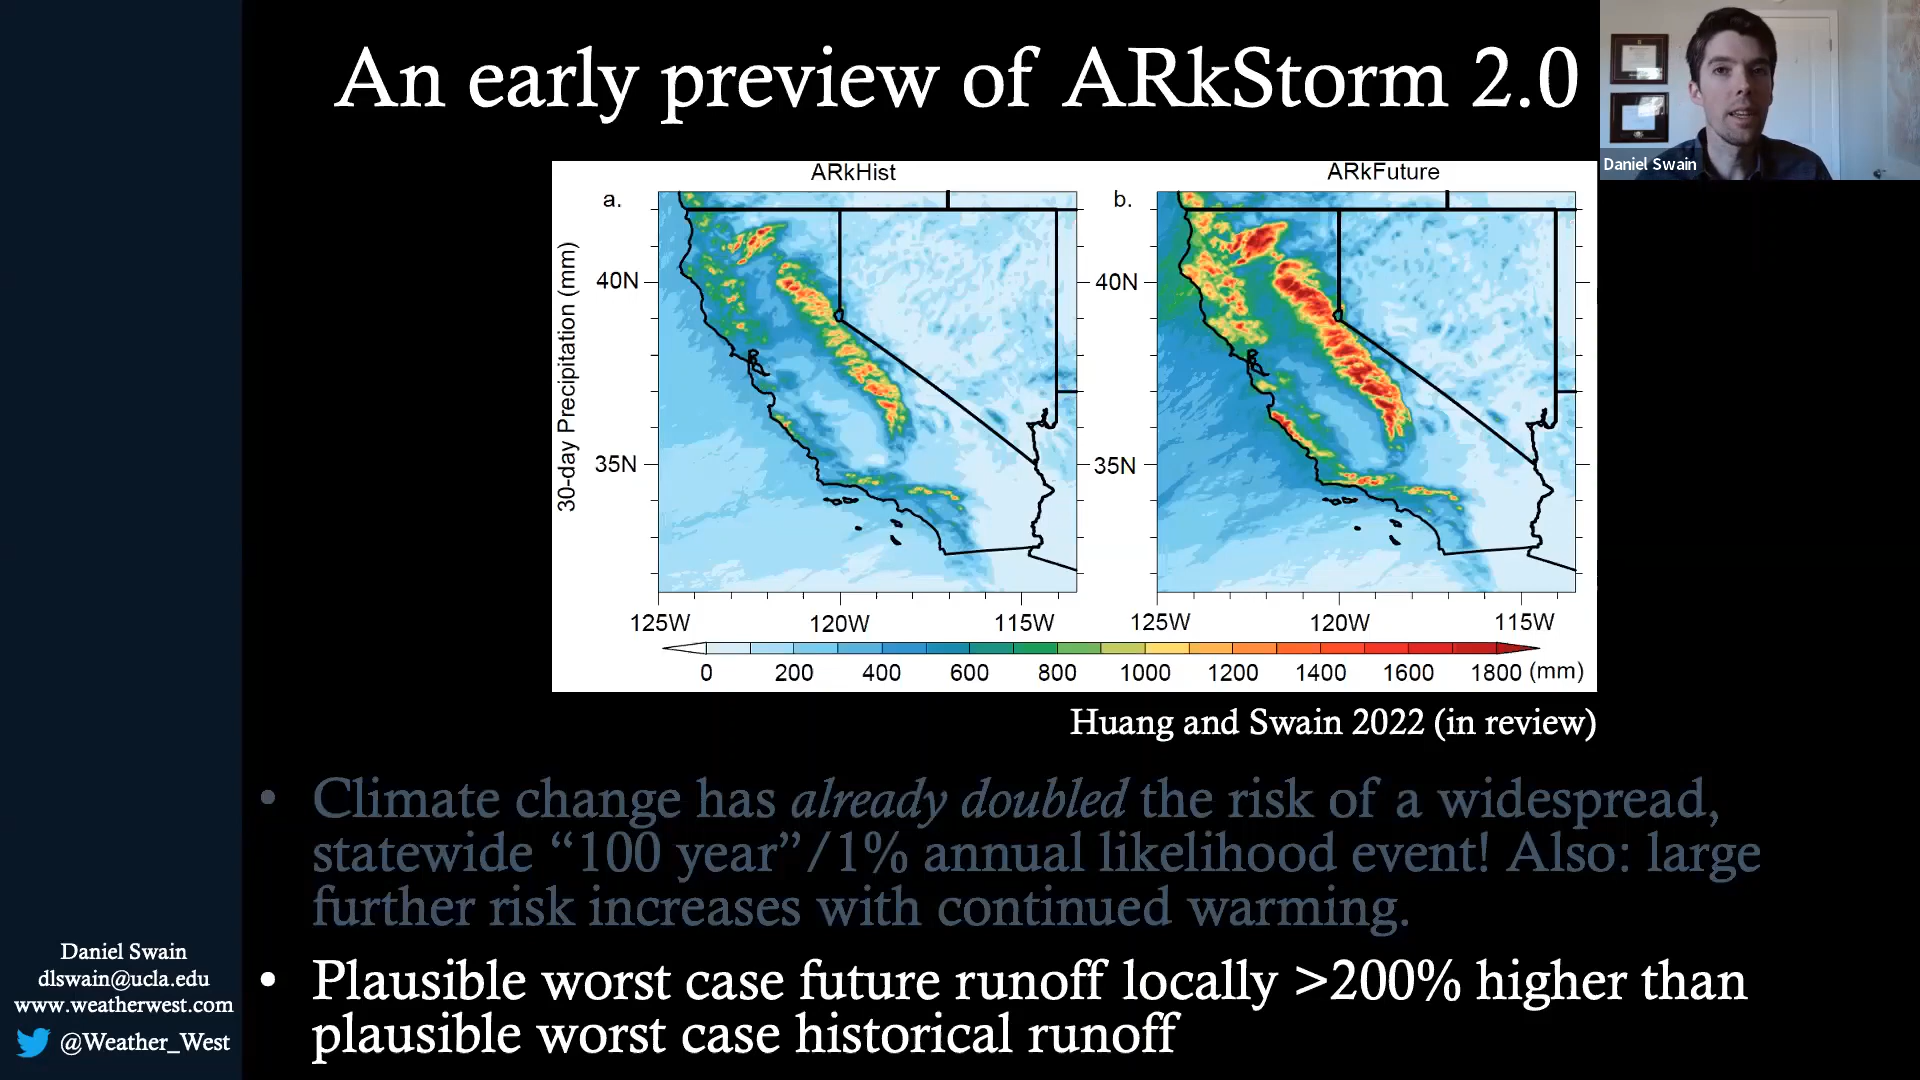 An early preview of ARkStorm 2.0
Daniel Swain
ARkHist
ARkFuture
a.
b.
30-day Precipitation (mm)
40N
40N
35N
35N
125W 120W 115W
125W 120W 115W
0 200 400 600 800 1000 1200 1400 1600 1800 (mm)
Huang and Swain 2022 (in review)
• Climate change has already doubled the risk of a widespread,
statewide “100 year”/1% annual likelihood event! Also: large
further risk increases with continued warming.
• Plausible worst case future runoff locally >200% higher than
plausible worst case historical runoff
Daniel Swain
dlswain@ucla.edu
www.weatherwest.com
@Weather_West